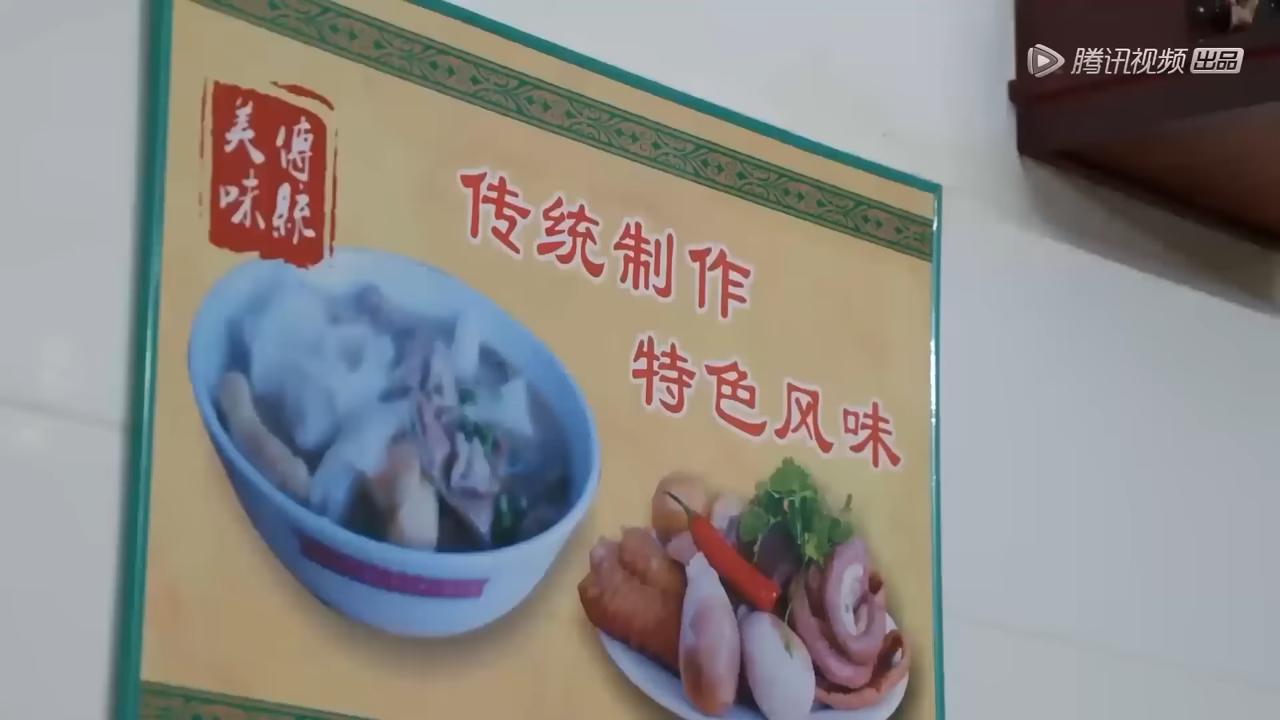 腾讯视频 出品
傳統
美味
传统制作
特色风味